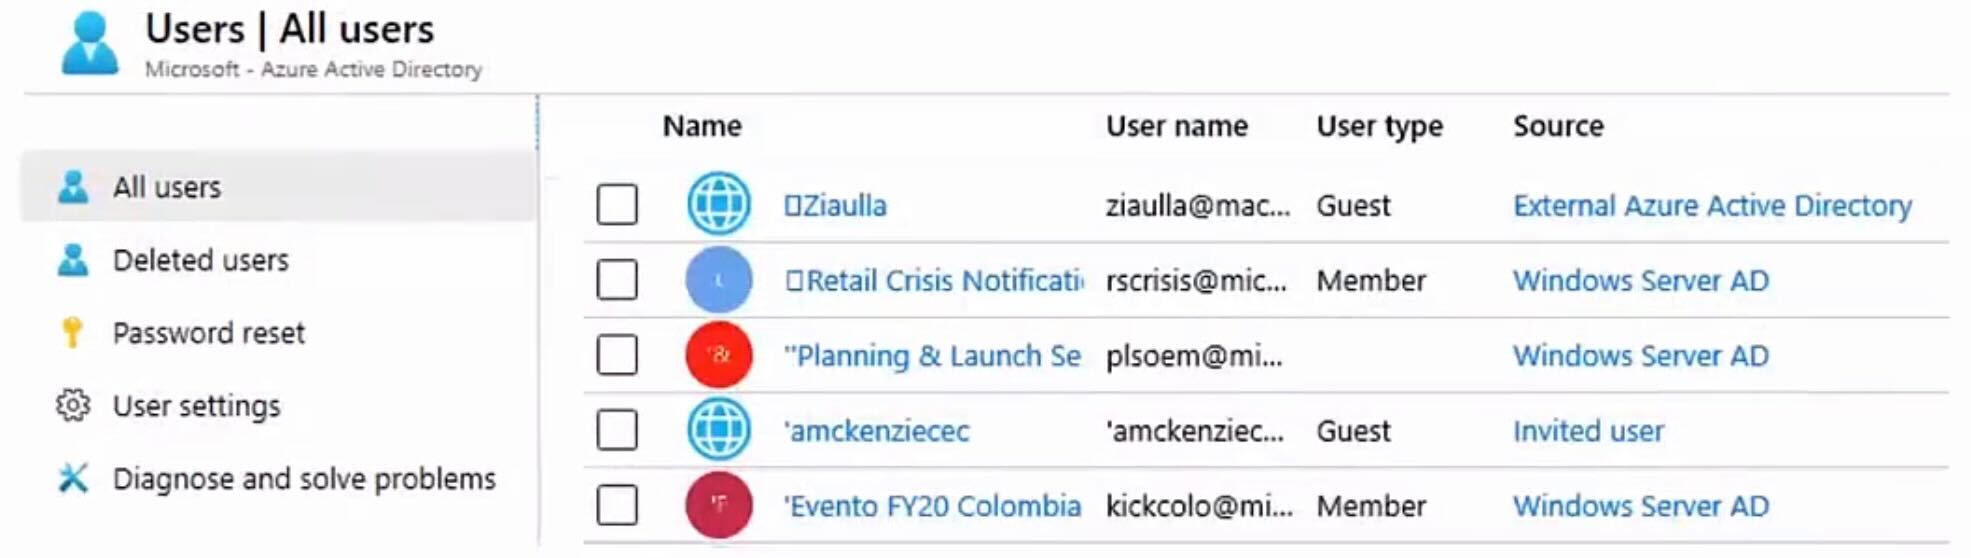 Users | All users
Microsoft - Azure Active Directory
All users
Deleted users
Password reset
User settings
Diagnose and solve problems
Name User name User type Source
▯Ziaulla ziaulla@mac... Guest External Azure Active Directory
▯Retail Crisis Notificati rscrisis@mic... Member Windows Server AD
"Planning & Launch Se plsoem@mi... Windows Server AD
'amckenziecec 'amckenziec... Guest Invited user
'Evento FY20 Colombia kickcolo@mi... Member Windows Server AD